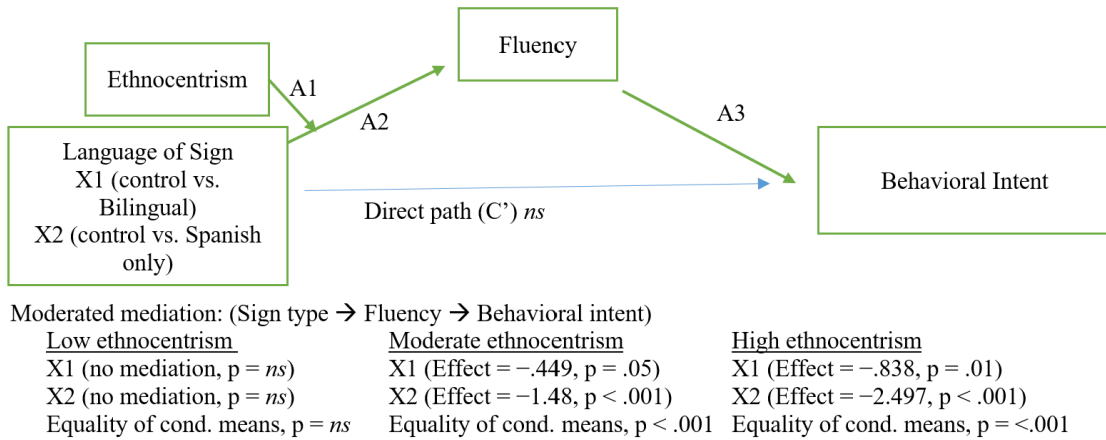 Fluency
Ethnocentrism
A1
A2
A3
Language of Sign
X1 (control vs.
Bilingual)
X2 (control vs. Spanish
only)
Behavioral Intent
Direct path (C’) ns
Moderated mediation: (Sign type → Fluency → Behavioral intent)
Low ethnocentrism
X1 (no mediation, p = ns)
X2 (no mediation, p = ns)
Equality of cond. means, p = ns
Moderate ethnocentrism
X1 (Effect = −.449, p = .05)
X2 (Effect = −1.48, p < .001)
Equality of cond. means, p < .001
High ethnocentrism
X1 (Effect = −.838, p = .01)
X2 (Effect = −2.497, p < .001)
Equality of cond. means, p = <.001